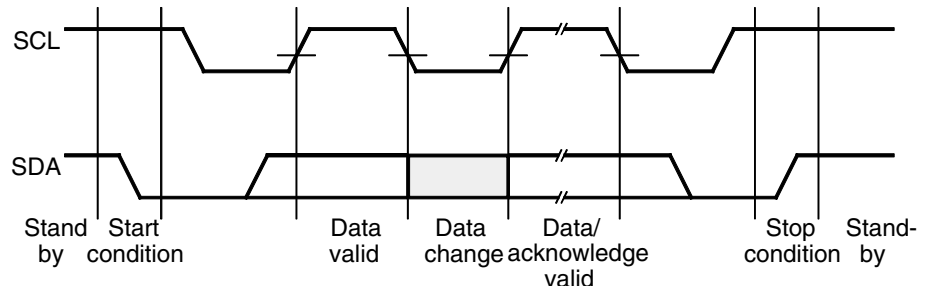 SCL
SDA
Stand
by
Start
condition
Data
valid
Data
change
Data/
acknowledge
valid
Stop
condition
Stand-
by